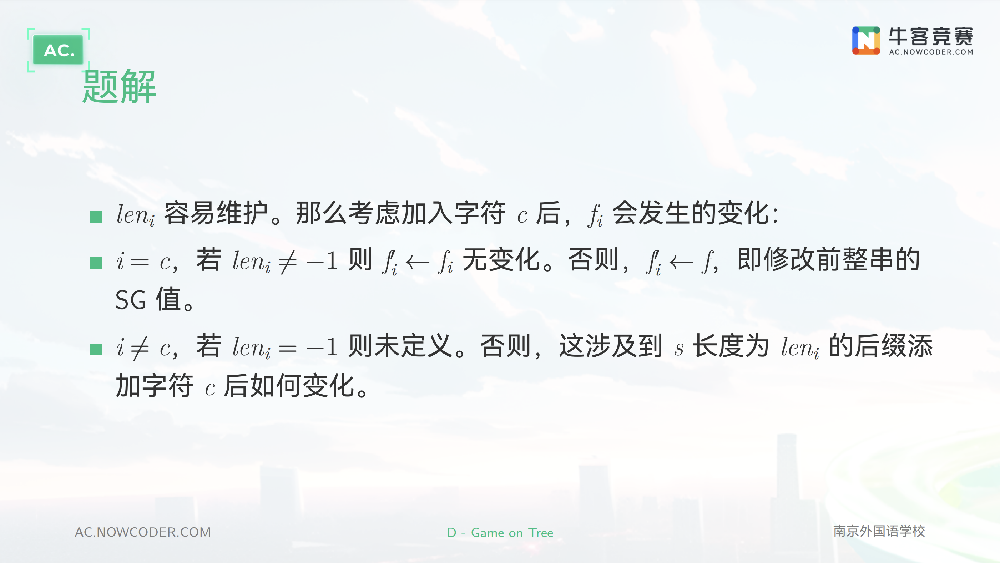 AC.
牛客竞赛
AC.NOWCODER.COM
题解
$len_i$ 容易维护。那么考虑加入字符 $c$ 后，$f_i$ 会发生的变化：
$i = c$，若 $len_i \neq -1$ 则 $f'_i \leftarrow f_i$ 无变化。否则，$f'_i \leftarrow f$，即修改前整串的
SG 值。
$i \neq c$，若 $len_i = -1$ 则未定义。否则，这涉及到 $s$ 长度为 $len_i$ 的后缀添
加字符 $c$ 后如何变化。
AC.NOWCODER.COM
D - Game on Tree
南京外国语学校